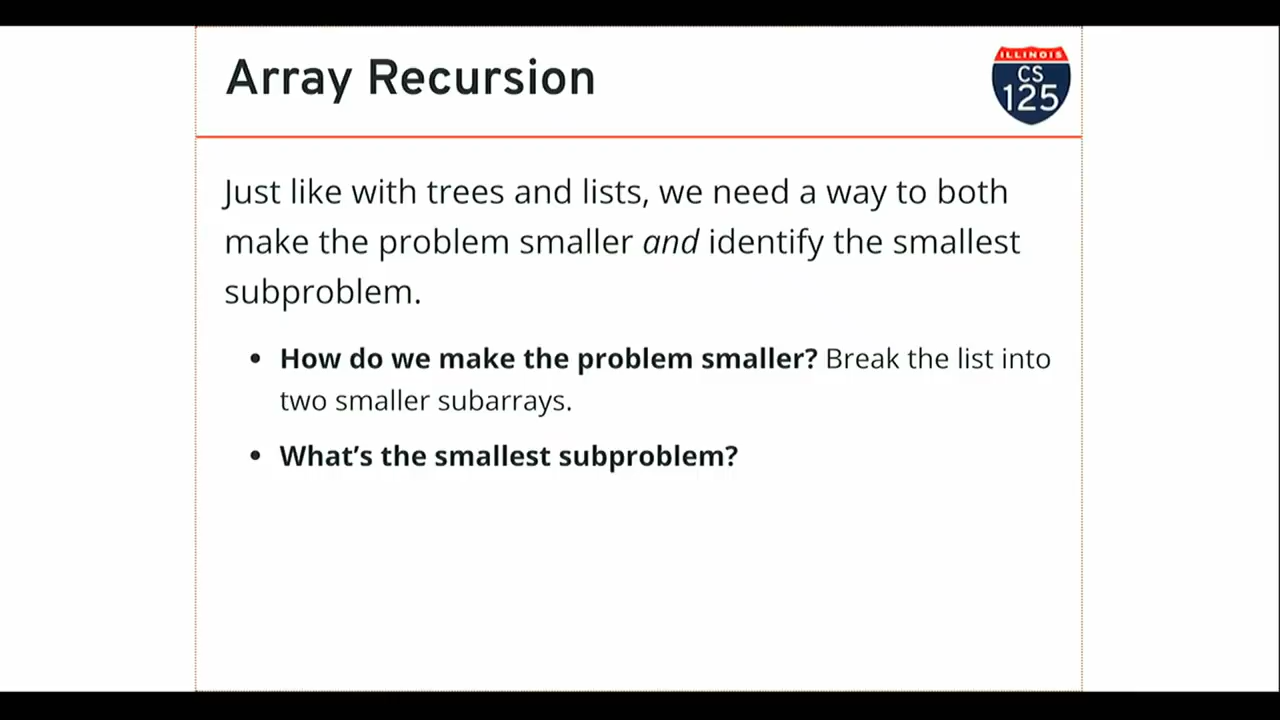 Array Recursion
ILLINOIS
CS
125
Just like with trees and lists, we need a way to both
make the problem smaller and identify the smallest
subproblem.
• How do we make the problem smaller? Break the list into
two smaller subarrays.
• What’s the smallest subproblem?